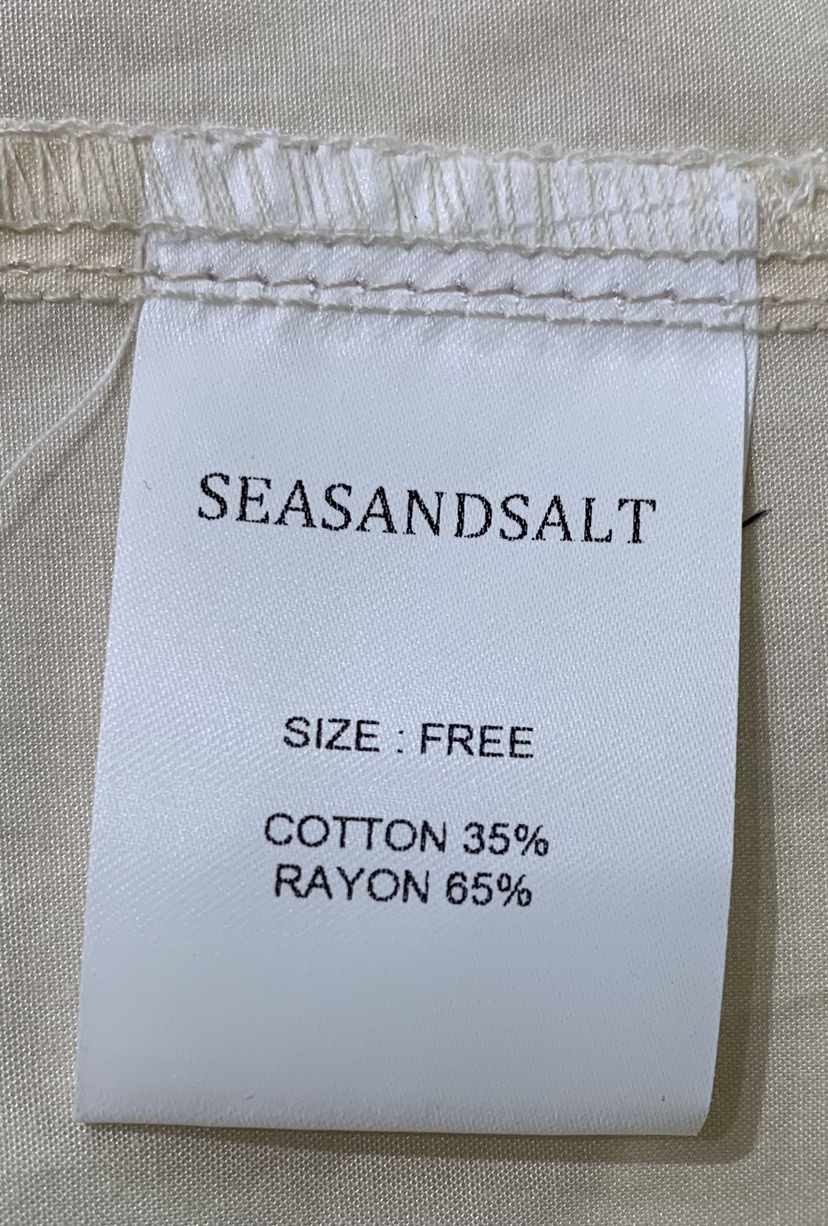 SEASANDSALT
SIZE : FREE
COTTON 35%
RAYON 65%